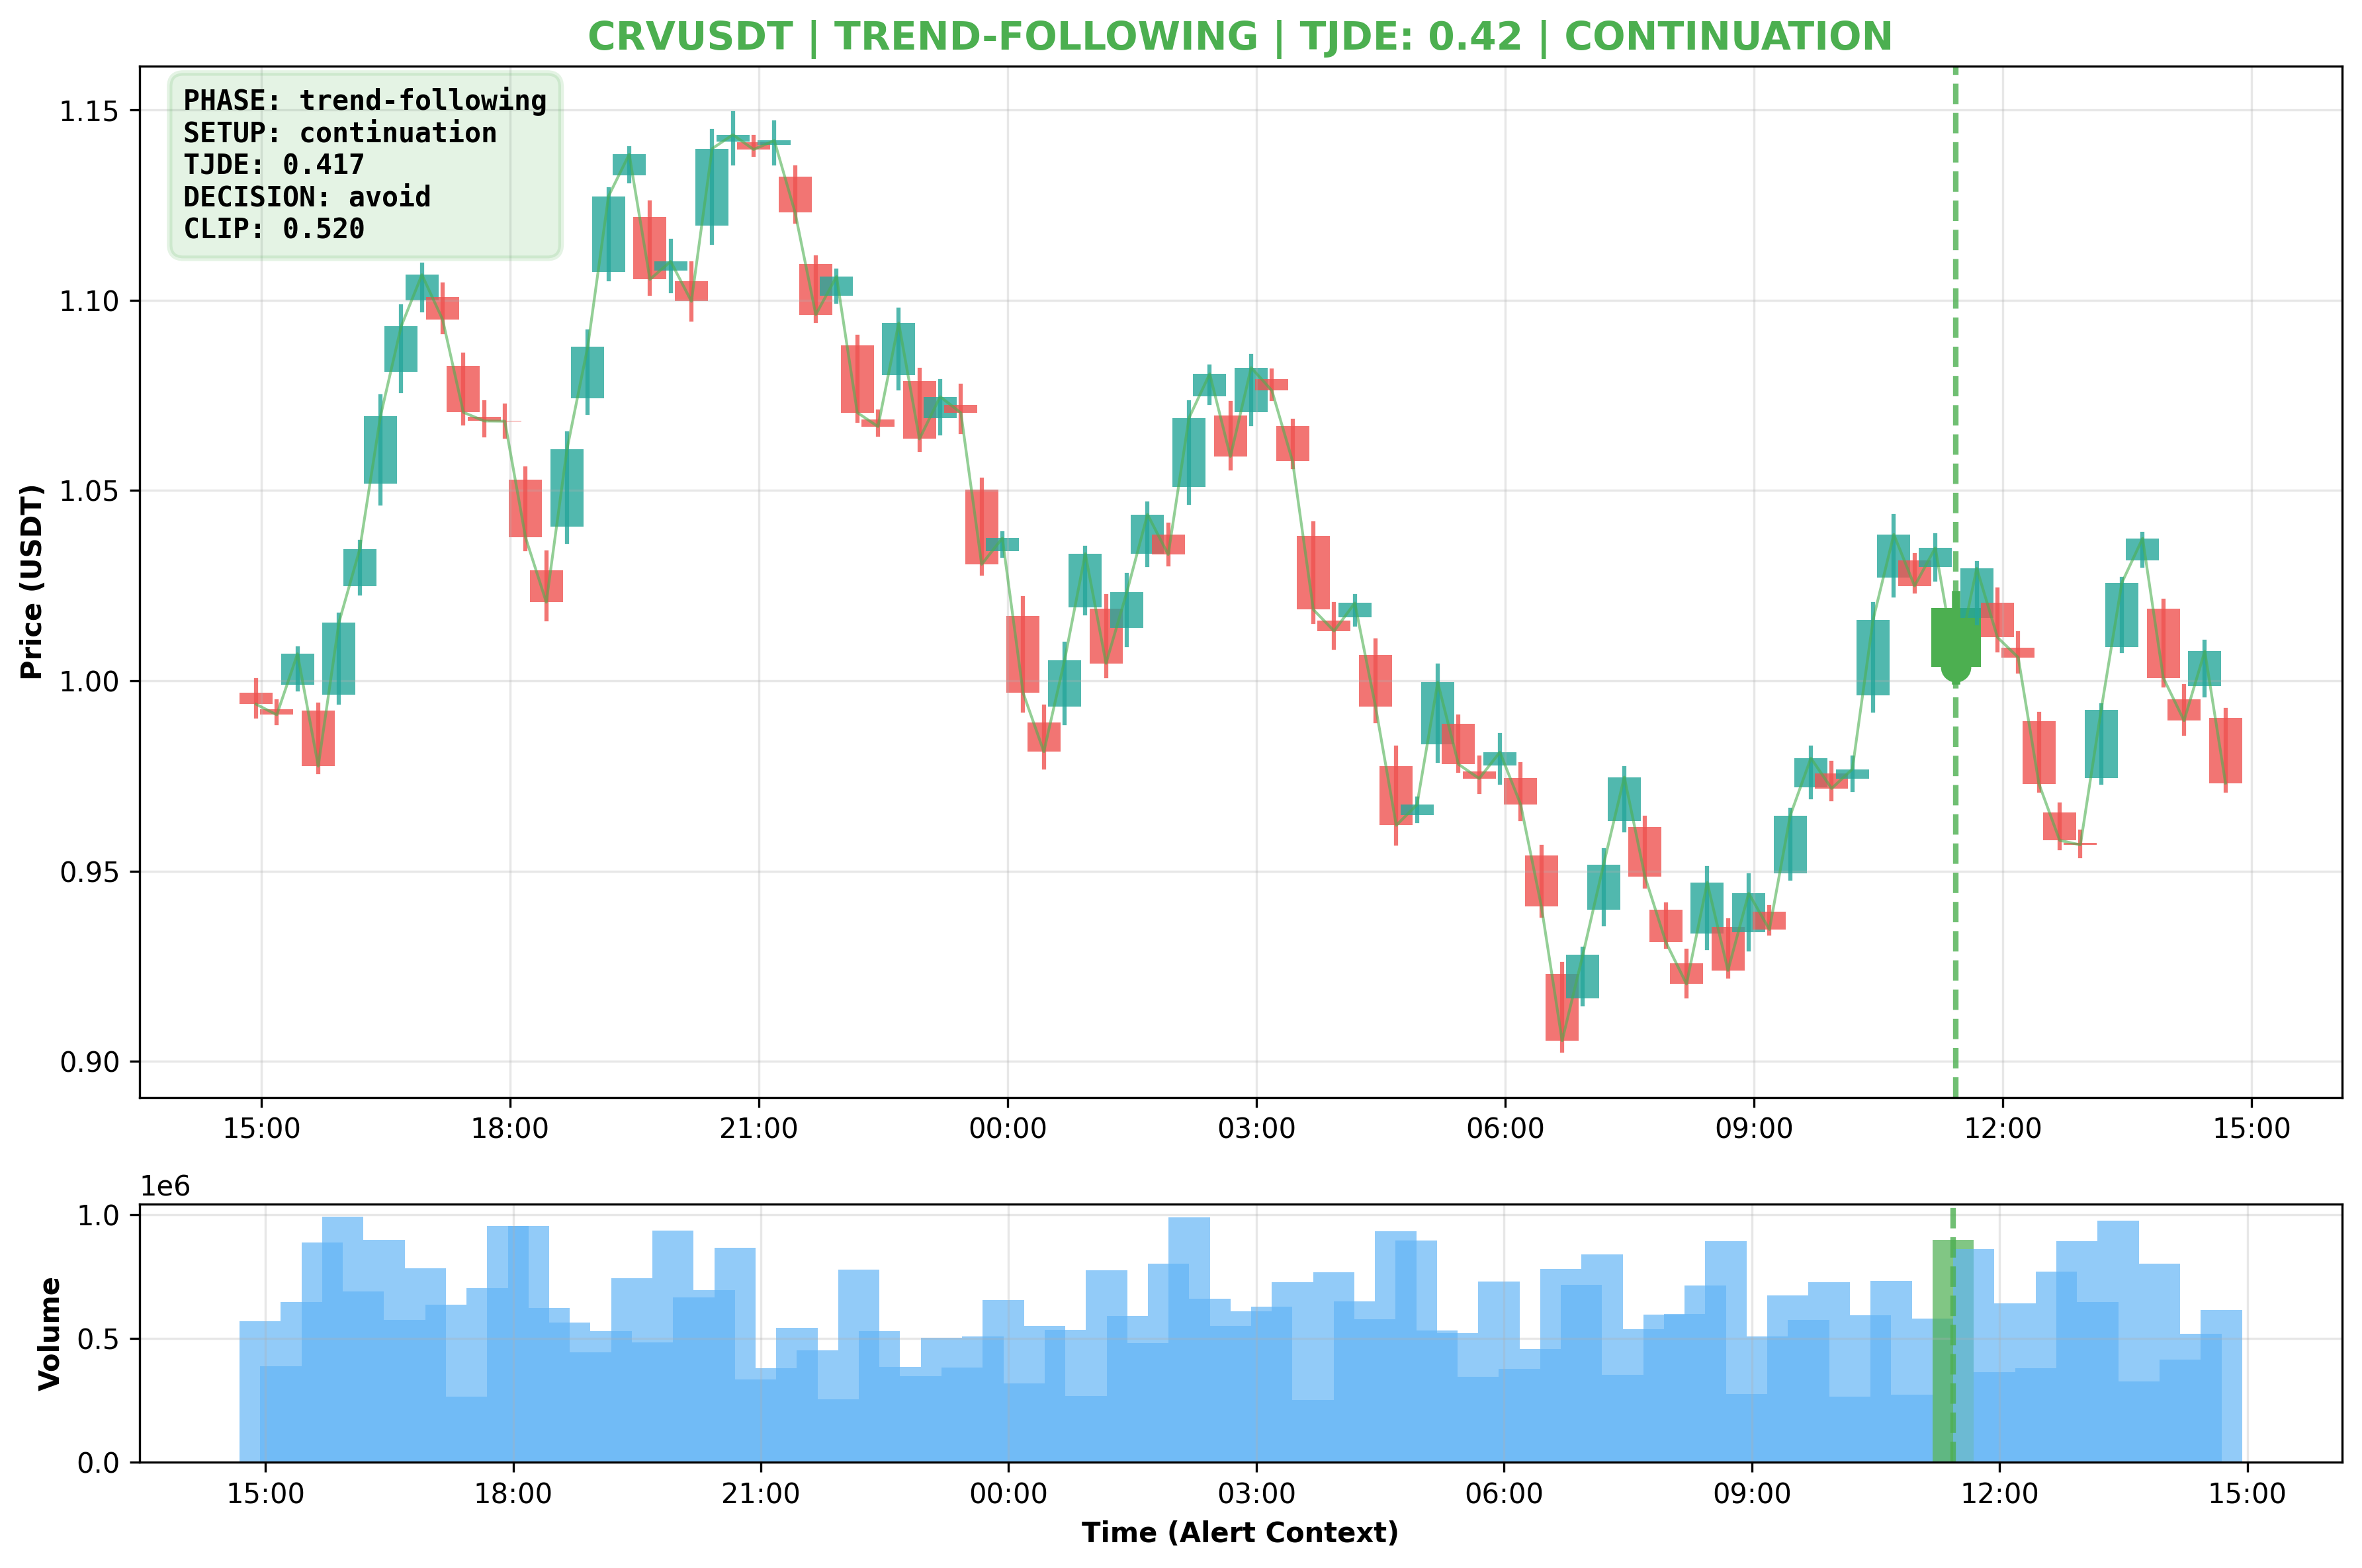 CRVUSDT | TREND-FOLLOWING | TJDE: 0.42 | CONTINUATION
PHASE: trend-following
SETUP: continuation
TJDE: 0.417
DECISION: avoid
CLIP: 0.520
Price (USDT)
1.15
1.10
1.05
1.00
0.95
0.90
15:00 18:00 21:00 00:00 03:00 06:00 09:00 12:00 15:00
1e6
Volume
1.0
0.5
0.0
15:00 18:00 21:00 00:00 03:00 06:00 09:00 12:00 15:00
Time (Alert Context)